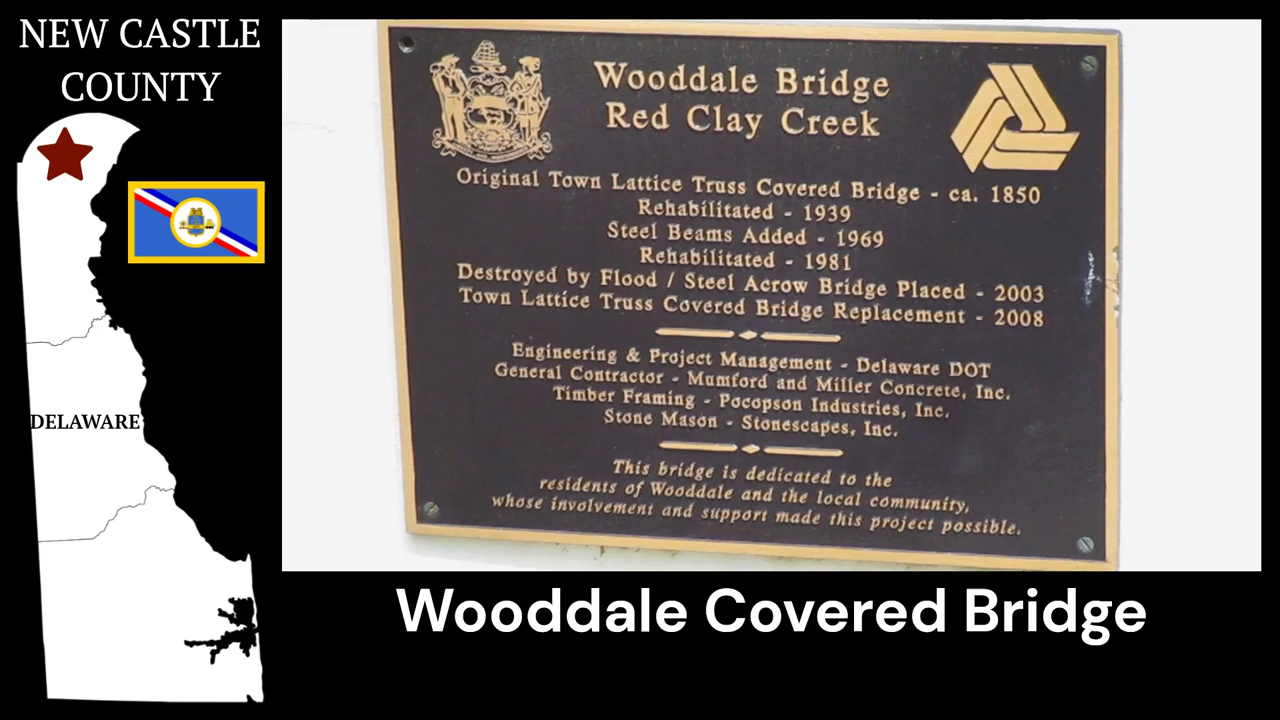 NEW CASTLE
COUNTY
DELAWARE
Wooddale Bridge
Red Clay Creek
Original Town Lattice Truss Covered Bridge - ca. 1850
Rehabilitated - 1939
Steel Beams Added - 1969
Rehabilitated - 1981
Destroyed by Flood / Steel Acrow Bridge Placed - 2003
Town Lattice Truss Covered Bridge Replacement - 2008
Engineering & Project Management - Delaware DOT
General Contractor - Mumford and Miller Concrete, Inc.
Timber Framing - Pocopson Industries, Inc.
Stone Mason - Stonescapes, Inc.
This bridge is dedicated to the
residents of Wooddale and the local community,
whose involvement and support made this project possible.
Wooddale Covered Bridge